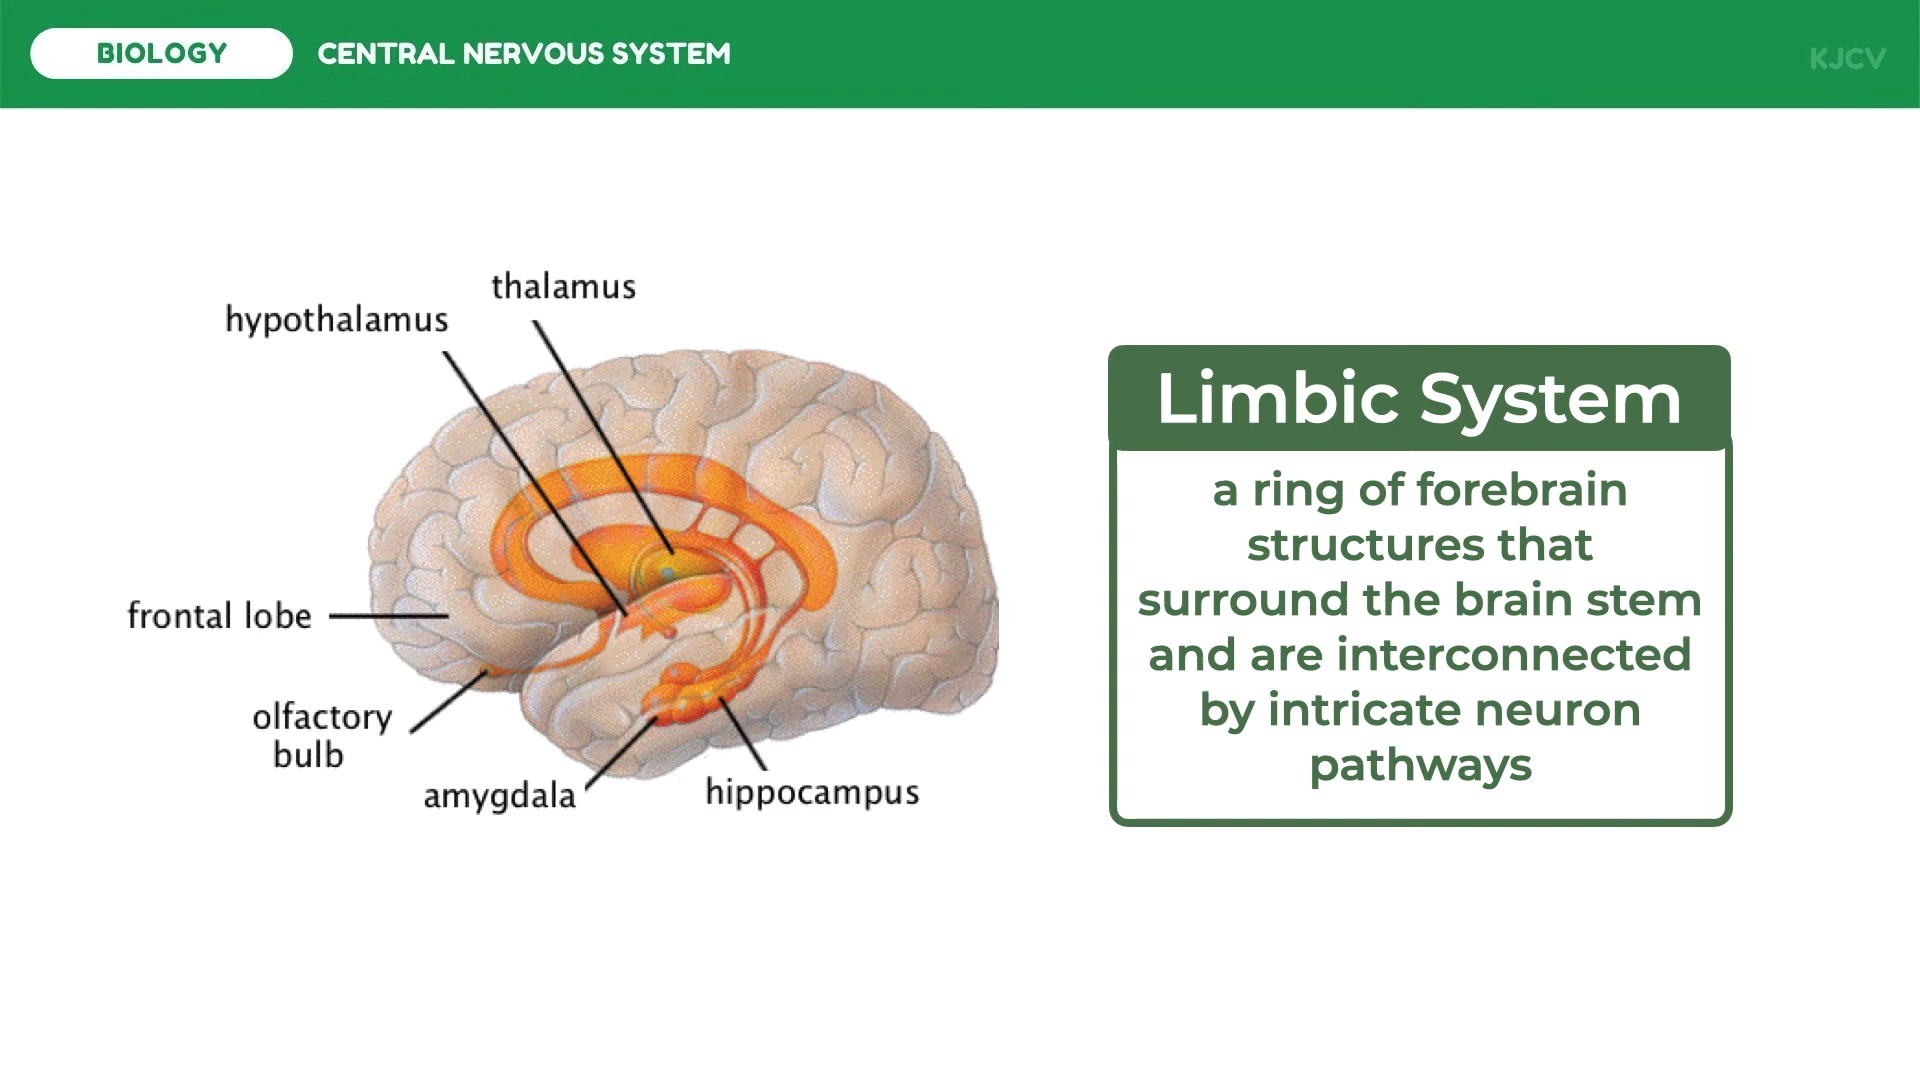 BIOLOGY
CENTRAL NERVOUS SYSTEM
KJCV
thalamus
hypothalamus
frontal lobe
olfactory
bulb
amygdala
hippocampus
Limbic System
a ring of forebrain
structures that
surround the brain stem
and are interconnected
by intricate neuron
pathways